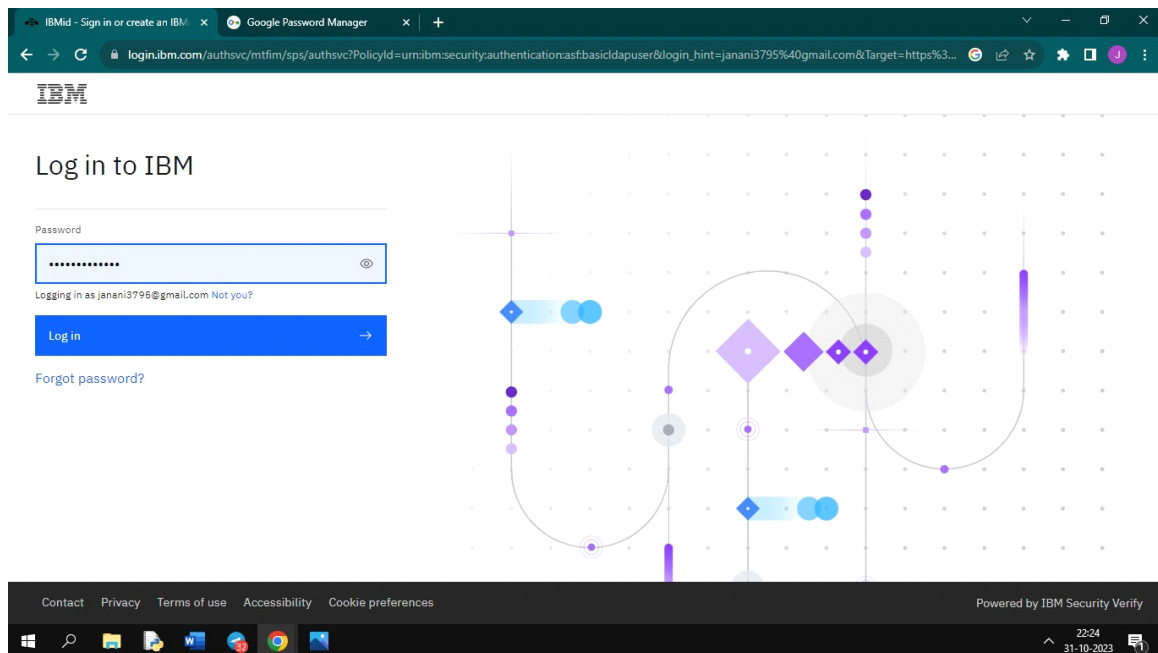 IBMid - Sign in or create an IBM
Google Password Manager
login.ibm.com/authsvc/mtfim/sps/authsvc?PolicyId=urn:ibm:security:authentication:asf:basicldapuser&login_hint=janani3795%40gmail.com&Target=https%3...
J
IBM
Log in to IBM
Password
•••••••••••••
Logging in as janani3795@gmail.com Not you?
Log in
Forgot password?
Contact Privacy Terms of use Accessibility Cookie preferences
Powered by IBM Security Verify
32
22:24
31-10-2023
1